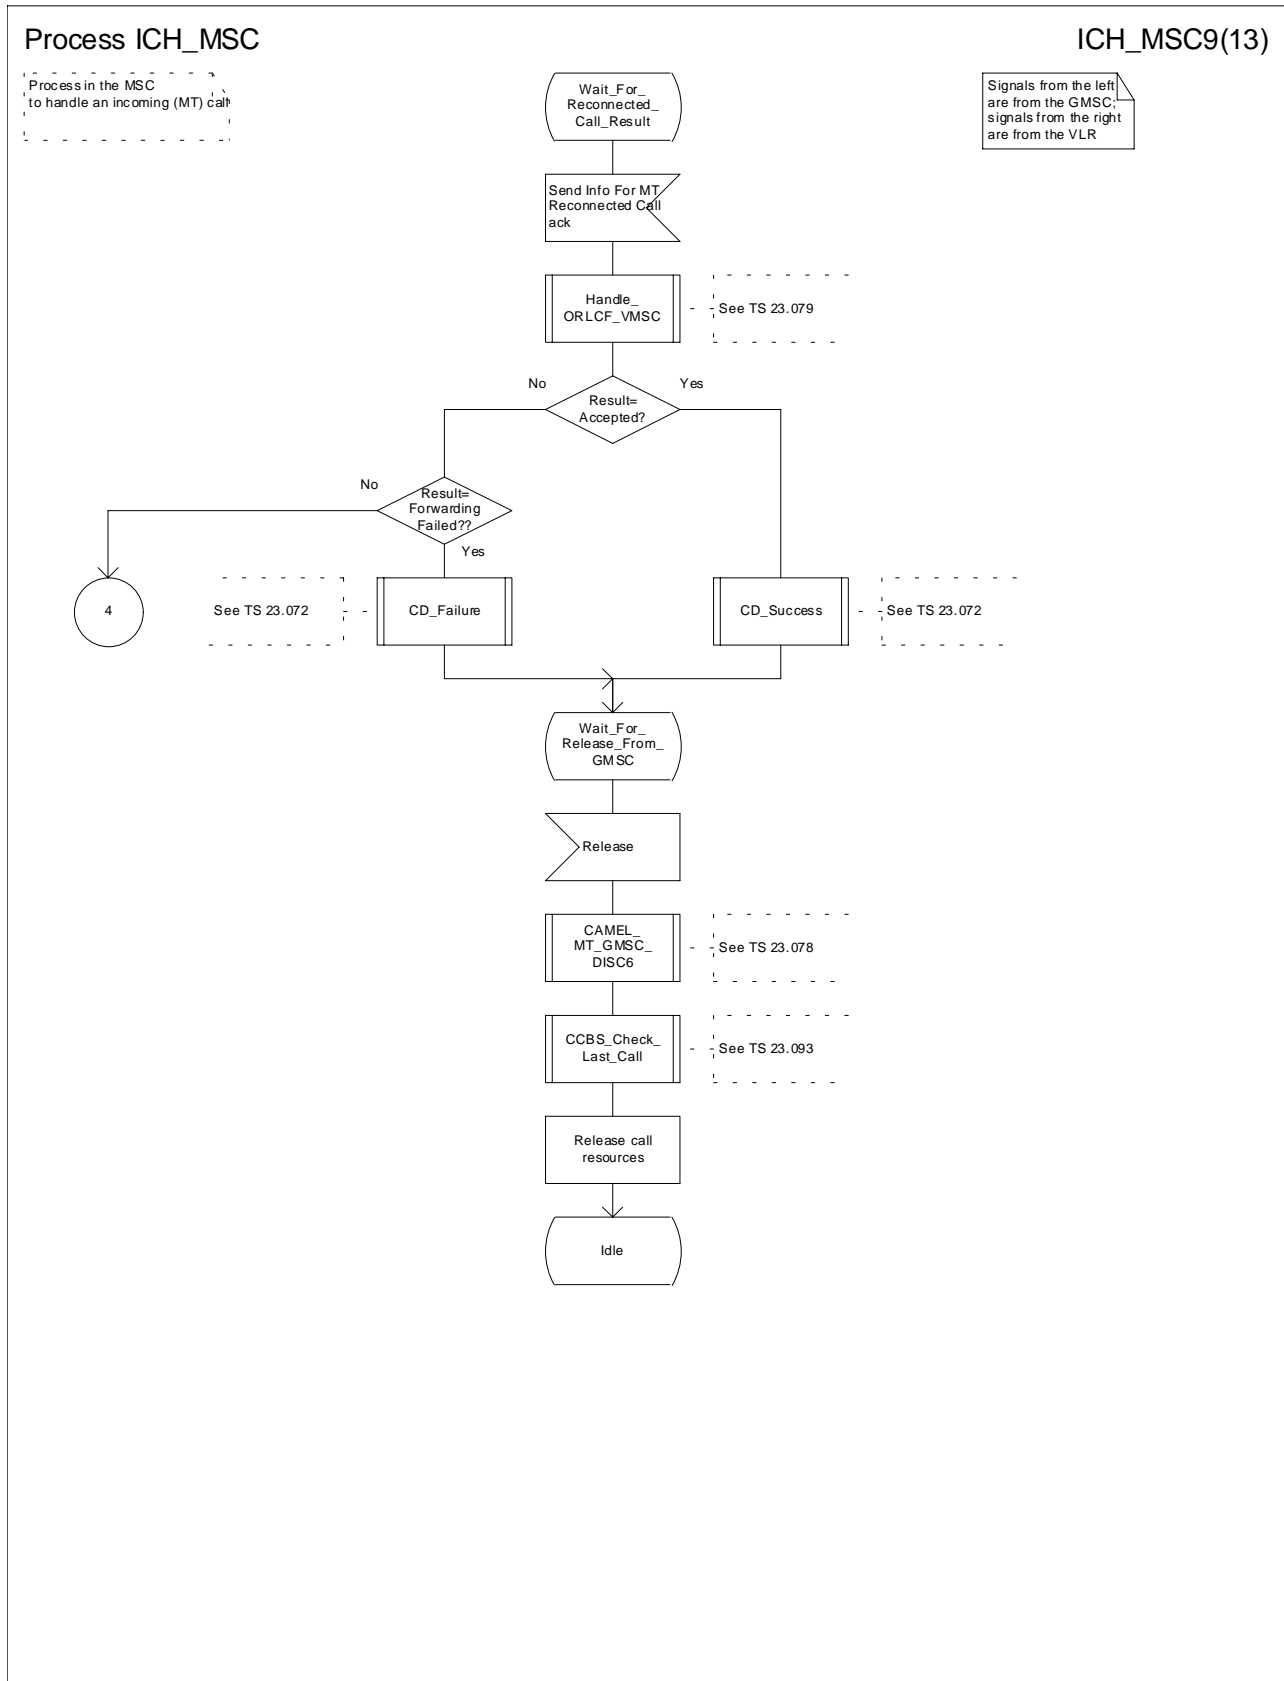 Process ICH_MSC
ICH_MSC9(13)
Process in the MSC
to handle an incoming (MT) call
Wait_For_
Reconnected_
Call_Result
Signals from the left
are from the GMSC;
signals from the right
are from the VLR
Send Info For MT
Reconnected Call
ack
Handle_
ORLCF_VMSC
See TS 23.079
No
Yes
Result=
Accepted?
No
Result=
Forwarding
Failed??
Yes
4
See TS 23.072
CD_Failure
CD_Success
See TS 23.072
Wait_For_
Release_From_
GMSC
Release
CAMEL_
MT_GMSC_
DISC6
See TS 23.078
CCBS_Check_
Last_Call
See TS 23.093
Release call
resources
Idle